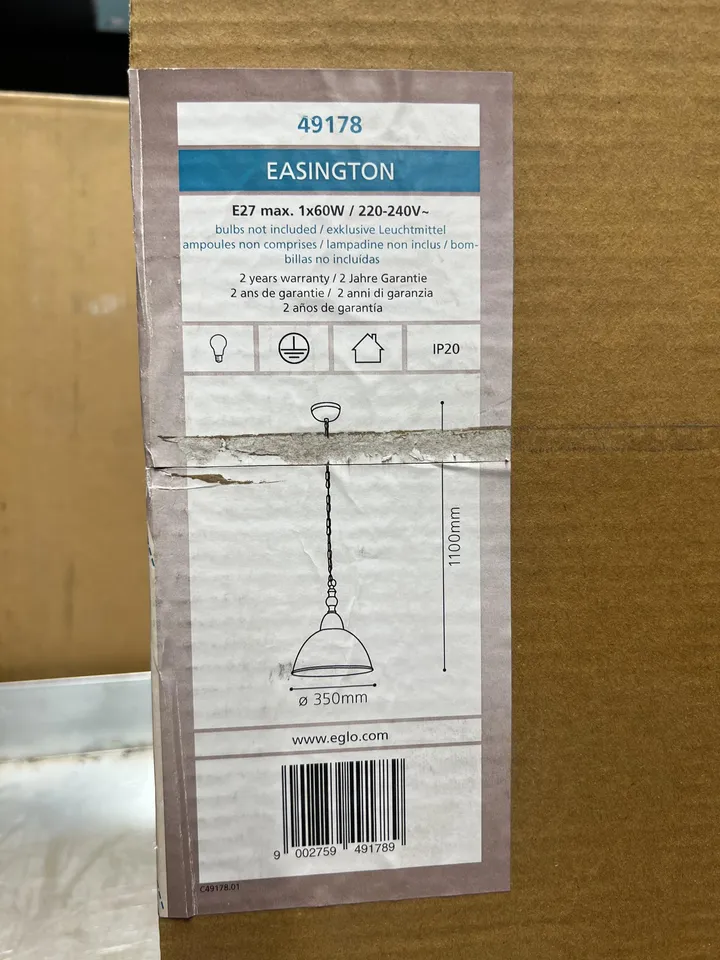 49178
EASINGTON
E27 max. 1x60W / 220-240V~
bulbs not included / exklusive Leuchtmittel
ampoules non comprises / lampadine non inclus / bom-
billas no incluídas
2 years warranty / 2 Jahre Garantie
2 ans de garantie / 2 anni di garanzia
2 años de garantía
IP20
1100mm
ø 350mm
www.eglo.com
9 002759 491789
C49178.01